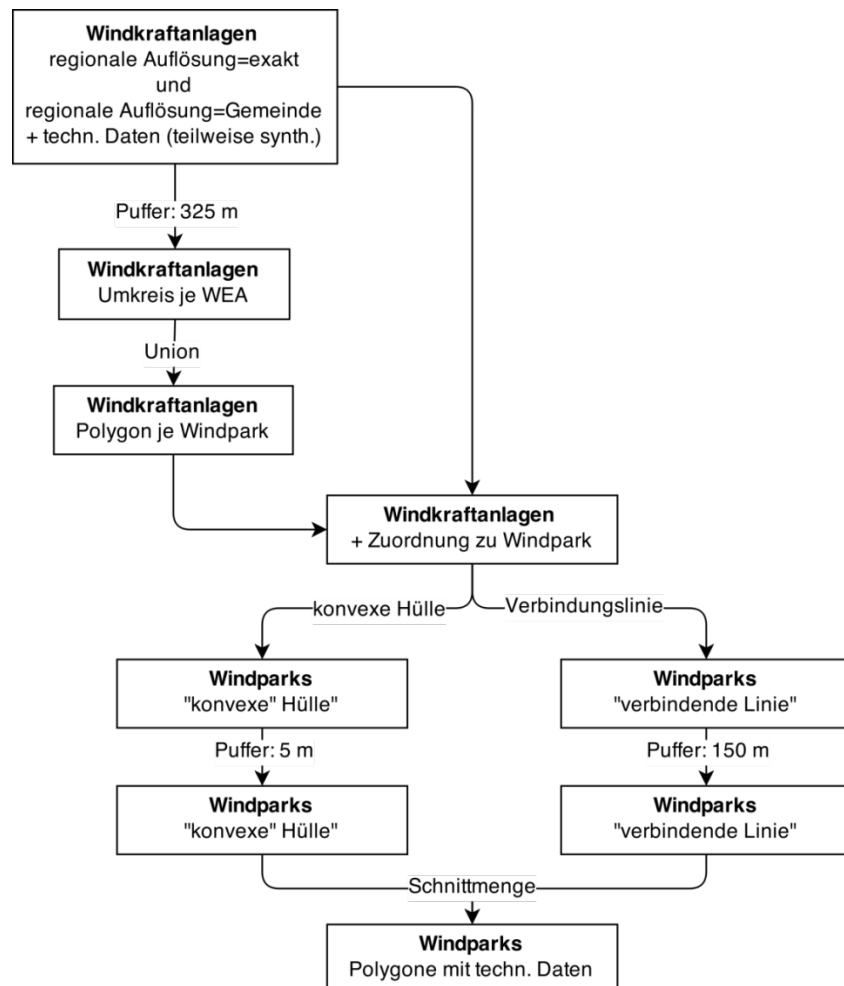 Windkraftanlagen
regionale Auflösung=exakt
und
regionale Auflösung=Gemeinde
+ techn. Daten (teilweise synth.)
Puffer: 325 m
Windkraftanlagen
Umkreis je WEA
Union
Windkraftanlagen
Polygon je Windpark
Windkraftanlagen
+ Zuordnung zu Windpark
konvexe Hülle
Verbindungslinie
Windparks
"konvexe" Hülle"
Windparks
"verbindende Linie"
Puffer: 5 m
Puffer: 150 m
Windparks
"konvexe" Hülle"
Windparks
"verbindende Linie"
Schnittmenge
Windparks
Polygone mit techn. Daten